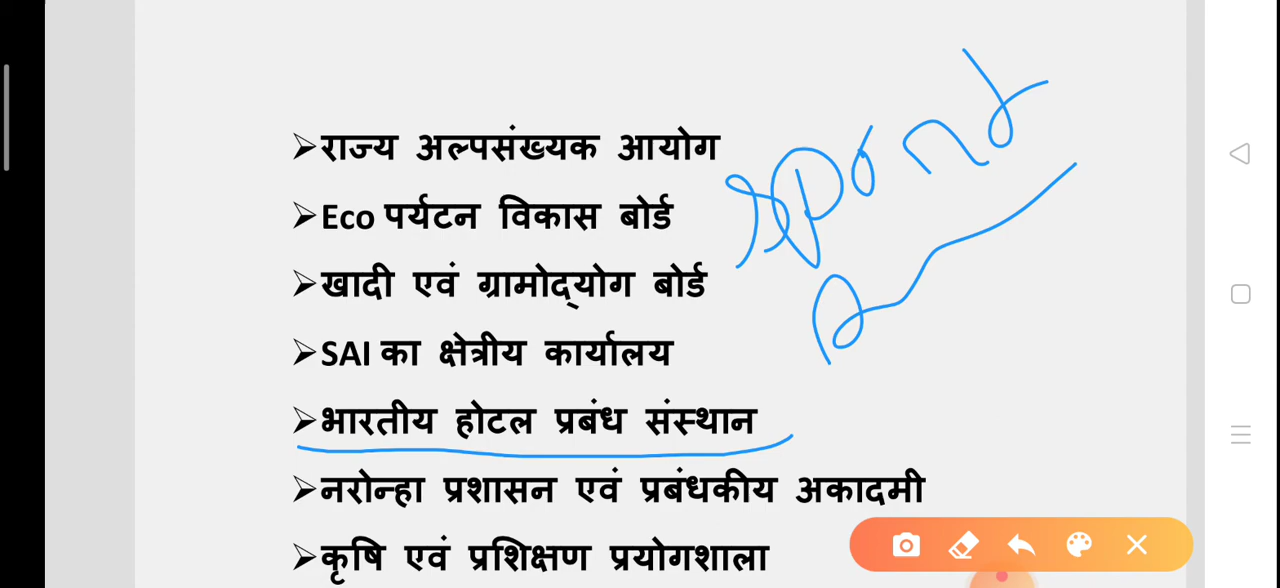 ➢राज्य अल्पसंख्यक आयोग
➢Eco पर्यटन विकास बोर्ड
➢खादी एवं ग्रामोद्योग बोर्ड
➢SAI का क्षेत्रीय कार्यालय
➢भारतीय होटल प्रबंध संस्थान
➢नरोन्हा प्रशासन एवं प्रबंधकीय अकादमी
➢कृषि एवं प्रशिक्षण प्रयोगशाला